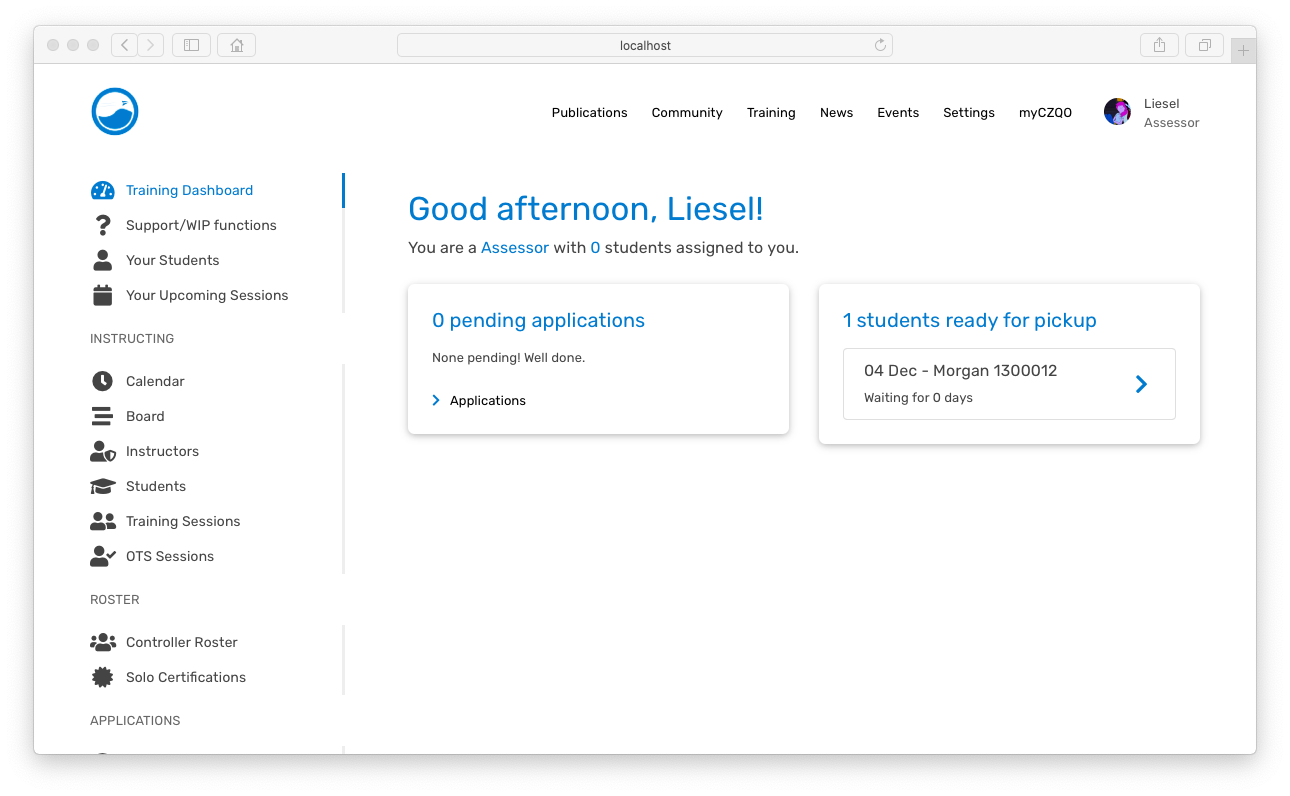 localhost
Publications Community Training News Events Settings myCZQO
Liesel
Assessor
Training Dashboard
Support/WIP functions
Your Students
Your Upcoming Sessions
INSTRUCTING
Calendar
Board
Instructors
Students
Training Sessions
OTS Sessions
ROSTER
Controller Roster
Solo Certifications
APPLICATIONS
Good afternoon, Liesel!
You are a Assessor with 0 students assigned to you.
0 pending applications
None pending! Well done.
Applications
1 students ready for pickup
04 Dec - Morgan 1300012
Waiting for 0 days